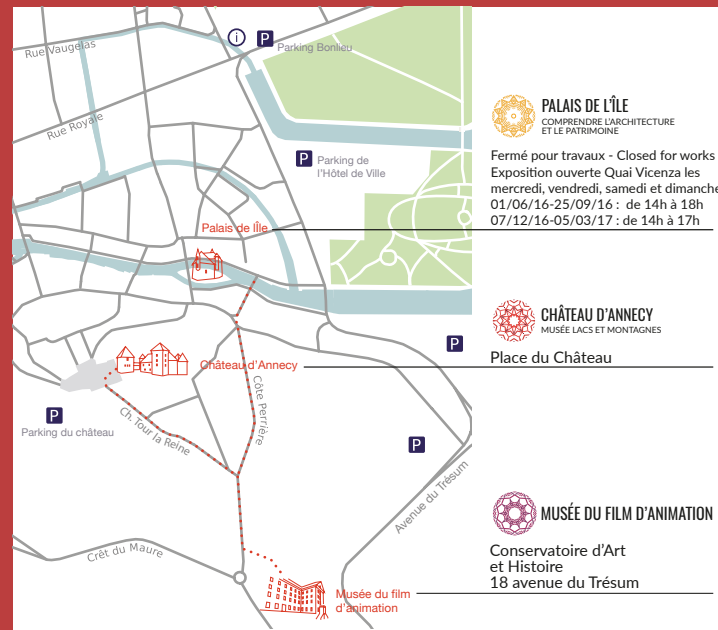 Rue Vaugelas
i
P
Parking Bonlieu
Rue Royale
P
Parking de
l'Hôtel de Ville
Palais de lÎle
Château d'Annecy
P
P
Parking du château
Ch. Tour la Reine
Côte Perrière
P
Avenue du Trésum
Crêt du Maure
Musée du film
d'animation
PALAIS DE L'ÎLE
COMPRENDRE L'ARCHITECTURE
ET LE PATRIMOINE
Fermé pour travaux - Closed for works
Exposition ouverte Quai Vicenza les
mercredi, vendredi, samedi et dimanche
01/06/16-25/09/16 : de 14h à 18h
07/12/16-05/03/17 : de 14h à 17h
CHÂTEAU D'ANNECY
MUSÉE LACS ET MONTAGNES
Place du Château
MUSÉE DU FILM D'ANIMATION
Conservatoire d'Art
et Histoire
18 avenue du Trésum